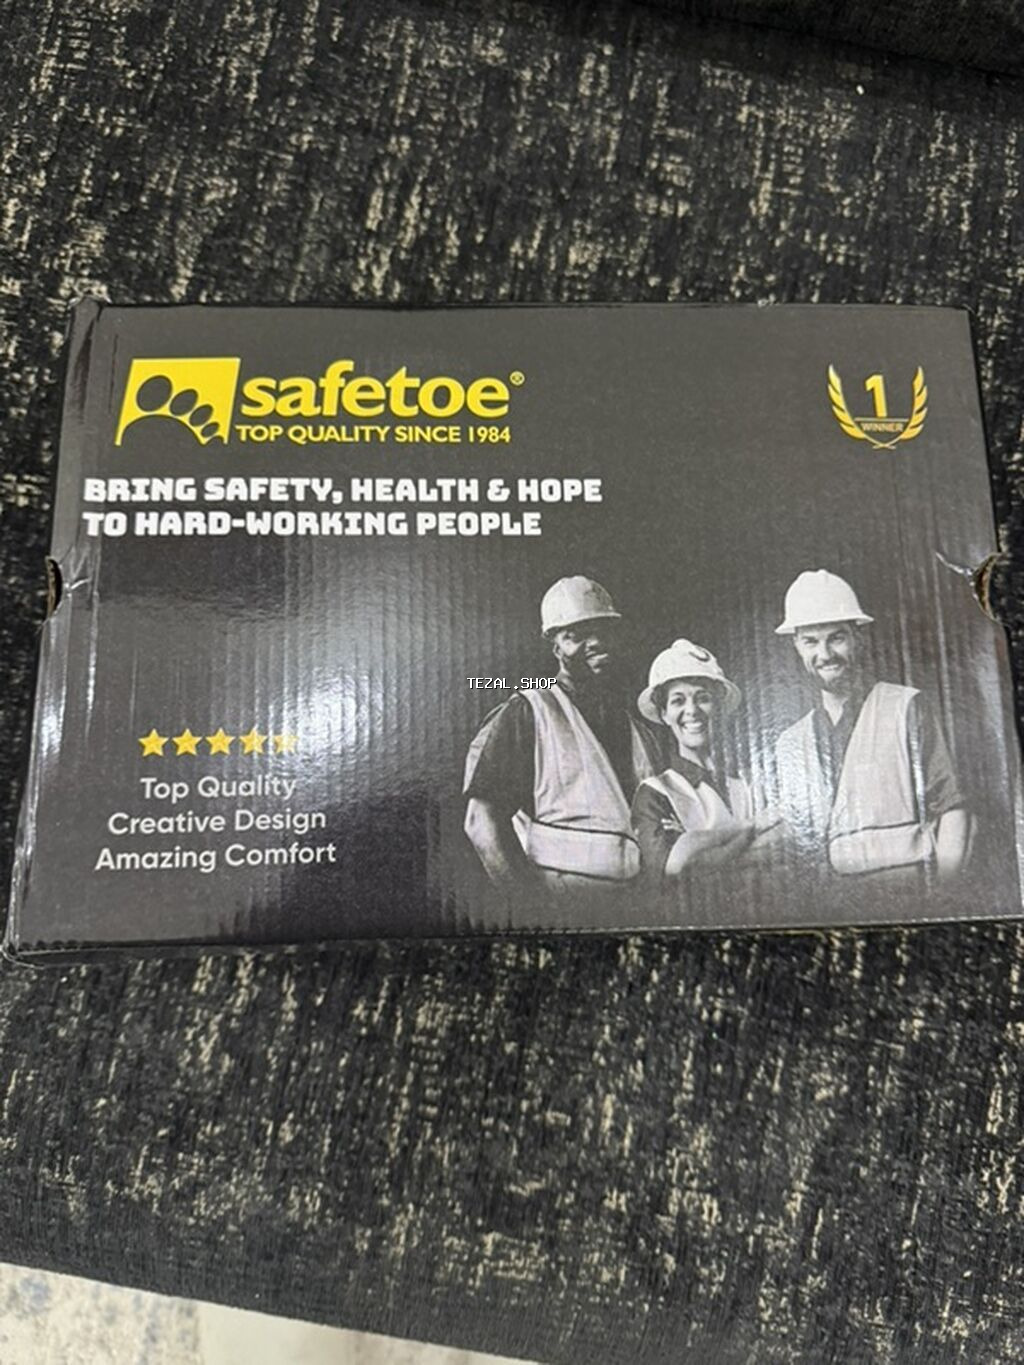 safetoe®
TOP QUALITY SINCE 1984
1
WINNER
BRING SAFETY, HEALTH & HOPE
TO HARD-WORKING PEOPLE
TEZAL.SHOP
Top Quality
Creative Design
Amazing Comfort